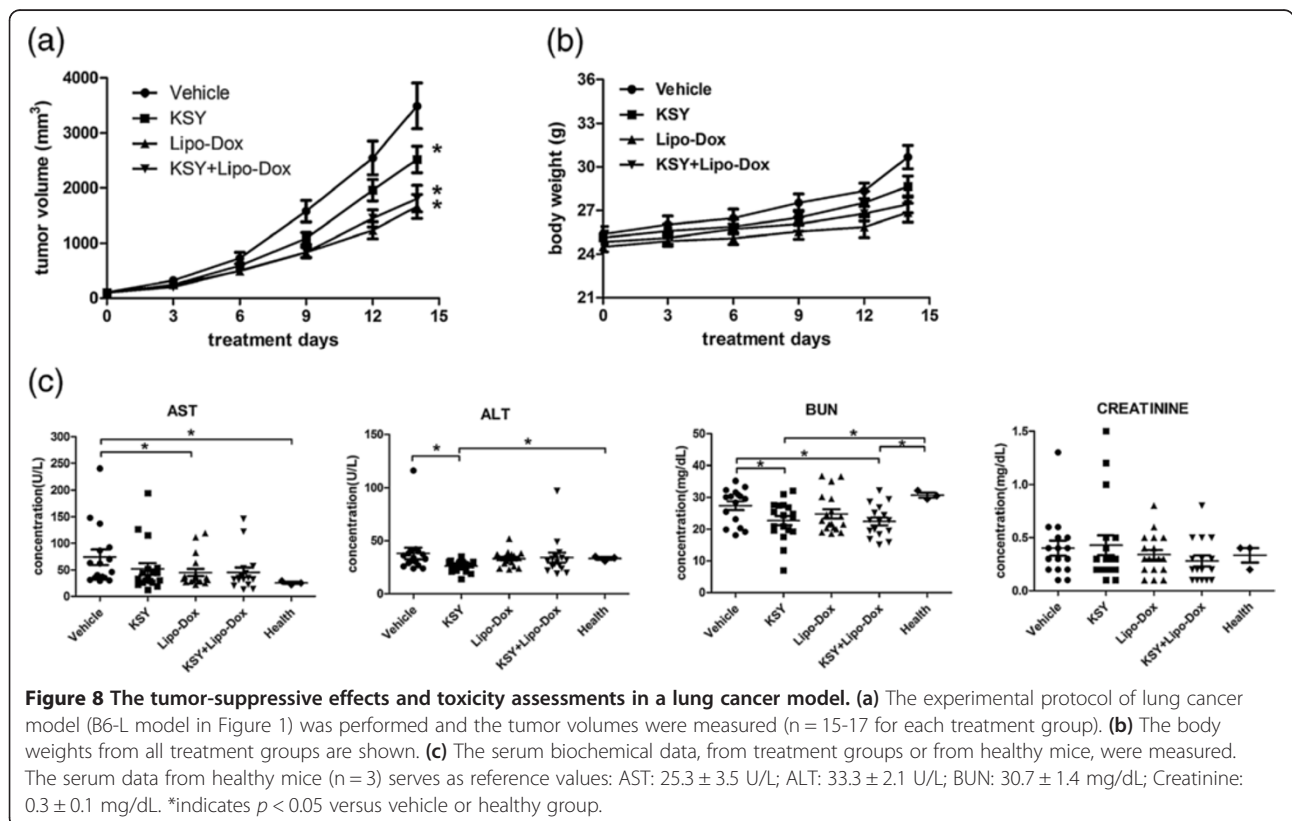 (a)
tumor volume (mm³)
4000
3000
2000
1000
0
Vehicle
KSY
Lipo-Dox
KSY+Lipo-Dox
*
*
*
0 3 6 9 12 15
treatment days
(b)
body weight (g)
36
33
30
27
24
21
Vehicle
KSY
Lipo-Dox
KSY+Lipo-Dox
0 3 6 9 12 15
treatment days
(c)
AST
concentration(U/L)
300
250
200
150
100
50
0
*
*
Vehicle
KSY
Lipo-Dox
KSY+Lipo-Dox
Health
ALT
concentration(U/L)
150
100
50
0
*
*
Vehicle
KSY
Lipo-Dox
KSY+Lipo-Dox
Health
BUN
concentration(mg/dL)
50
40
30
20
10
0
*
*
*
*
Vehicle
KSY
Lipo-Dox
KSY+Lipo-Dox
Health
CREATININE
concentration(mg/dL)
1.5
1.0
0.5
0.0
Vehicle
KSY
Lipo-Dox
KSY+Lipo-Dox
Health
Figure 8 The tumor-suppressive effects and toxicity assessments in a lung cancer model. (a) The experimental protocol of lung cancer
model (B6-L model in Figure 1) was performed and the tumor volumes were measured (n = 15-17 for each treatment group). (b) The body
weights from all treatment groups are shown. (c) The serum biochemical data, from treatment groups or from healthy mice, were measured.
The serum data from healthy mice (n = 3) serves as reference values: AST: 25.3 ± 3.5 U/L; ALT: 33.3 ± 2.1 U/L; BUN: 30.7 ± 1.4 mg/dL; Creatinine:
0.3 ± 0.1 mg/dL. *indicates p < 0.05 versus vehicle or healthy group.